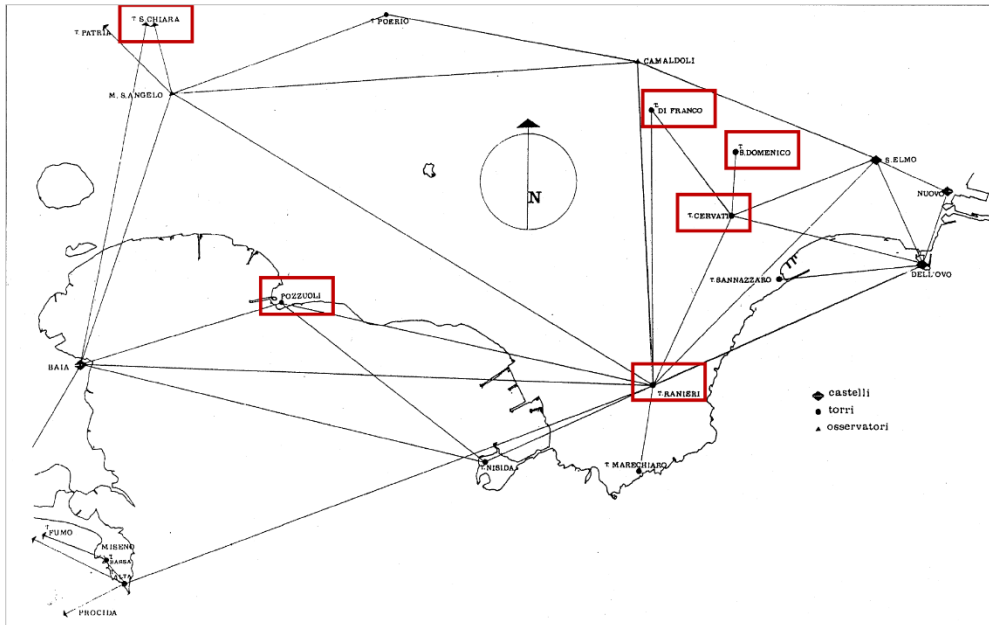 T. S. CHIARA
T. POERIO
T. PATRIA
CAMALDOLI
M. S. ANGELO
T. DI FRANCO
T. S. DOMENICO
S. ELMO
NUOVO
N
T. CERVATI
DELL'OVO
T. SANNAZZARO
POZZUOLI
BAIA
T. RANIERI
castelli
torri
osservatori
T. NISIDA
T. MARECHIARO
T. FUMO
MISENO
T.
ALTA
PROCIDA